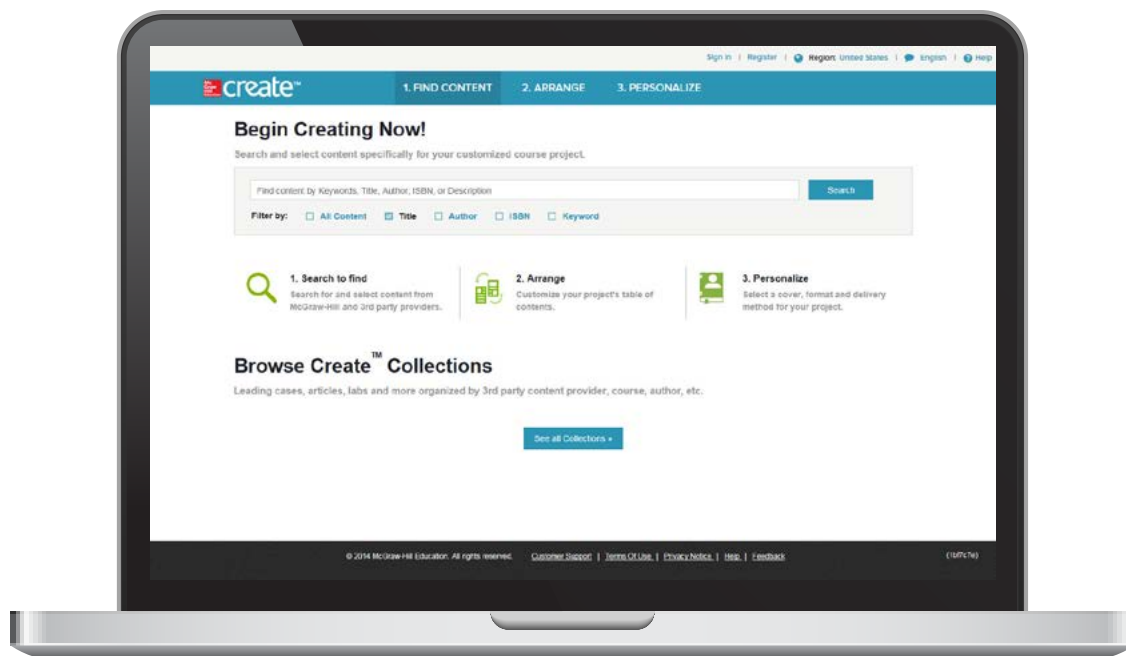 Sign in | Register | Region: United States | English | Help
create™
1. FIND CONTENT 2. ARRANGE 3. PERSONALIZE
Begin Creating Now!
Search and select content specifically for your customized course project.
Find content by Keywords, Title, Author, ISBN, or Description
Search
Filter by: All Content Title Author ISBN Keyword
1. Search to find
Search for and select content from
McGraw-Hill and 3rd party providers.
2. Arrange
Customize your project's table of
contents.
3. Personalize
Select a cover, format and delivery
method for your project.
Browse Create™ Collections
Leading cases, articles, labs and more organized by 3rd party content provider, course, author, etc.
See all Collections »
© 2014 McGraw-Hill Education. All rights reserved. Customer Support | Terms Of Use | Privacy Notice | Help | Feedback